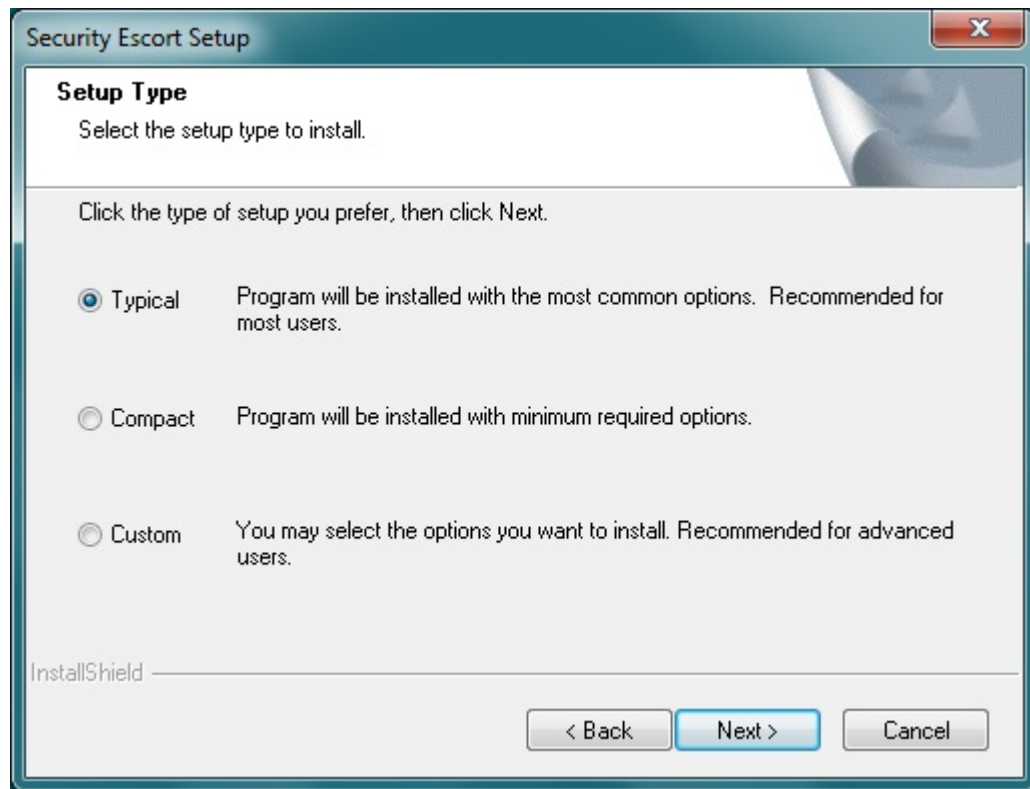 Security Escort Setup
X
Setup Type
Select the setup type to install.
Click the type of setup you prefer, then click Next.
Typical Program will be installed with the most common options.  Recommended for
most users.
Compact Program will be installed with minimum required options.
Custom You may select the options you want to install. Recommended for advanced
users.
InstallShield
< Back Next > Cancel